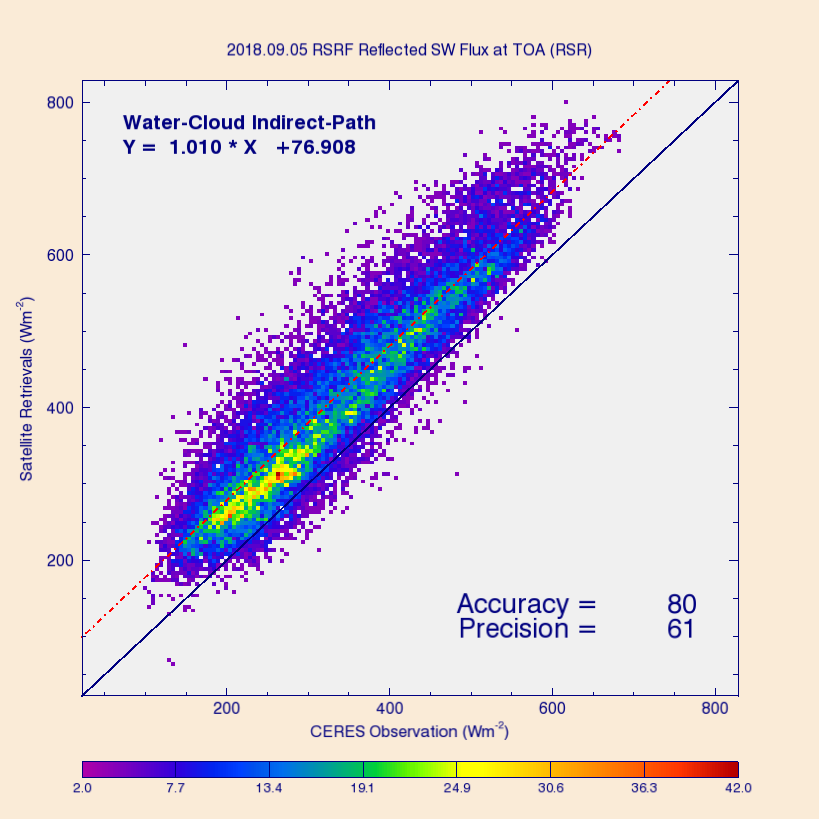 2018.09.05 RSRF Reflected SW Flux at TOA (RSR)
Water-Cloud Indirect-Path
Y = 1.010 * X +76.908
800
600
400
200
Satellite Retrievals (Wm⁻²)
Accuracy = 80
Precision = 61
200 400 600 800
CERES Observation (Wm⁻²)
2.0 7.7 13.4 19.1 24.9 30.6 36.3 42.0